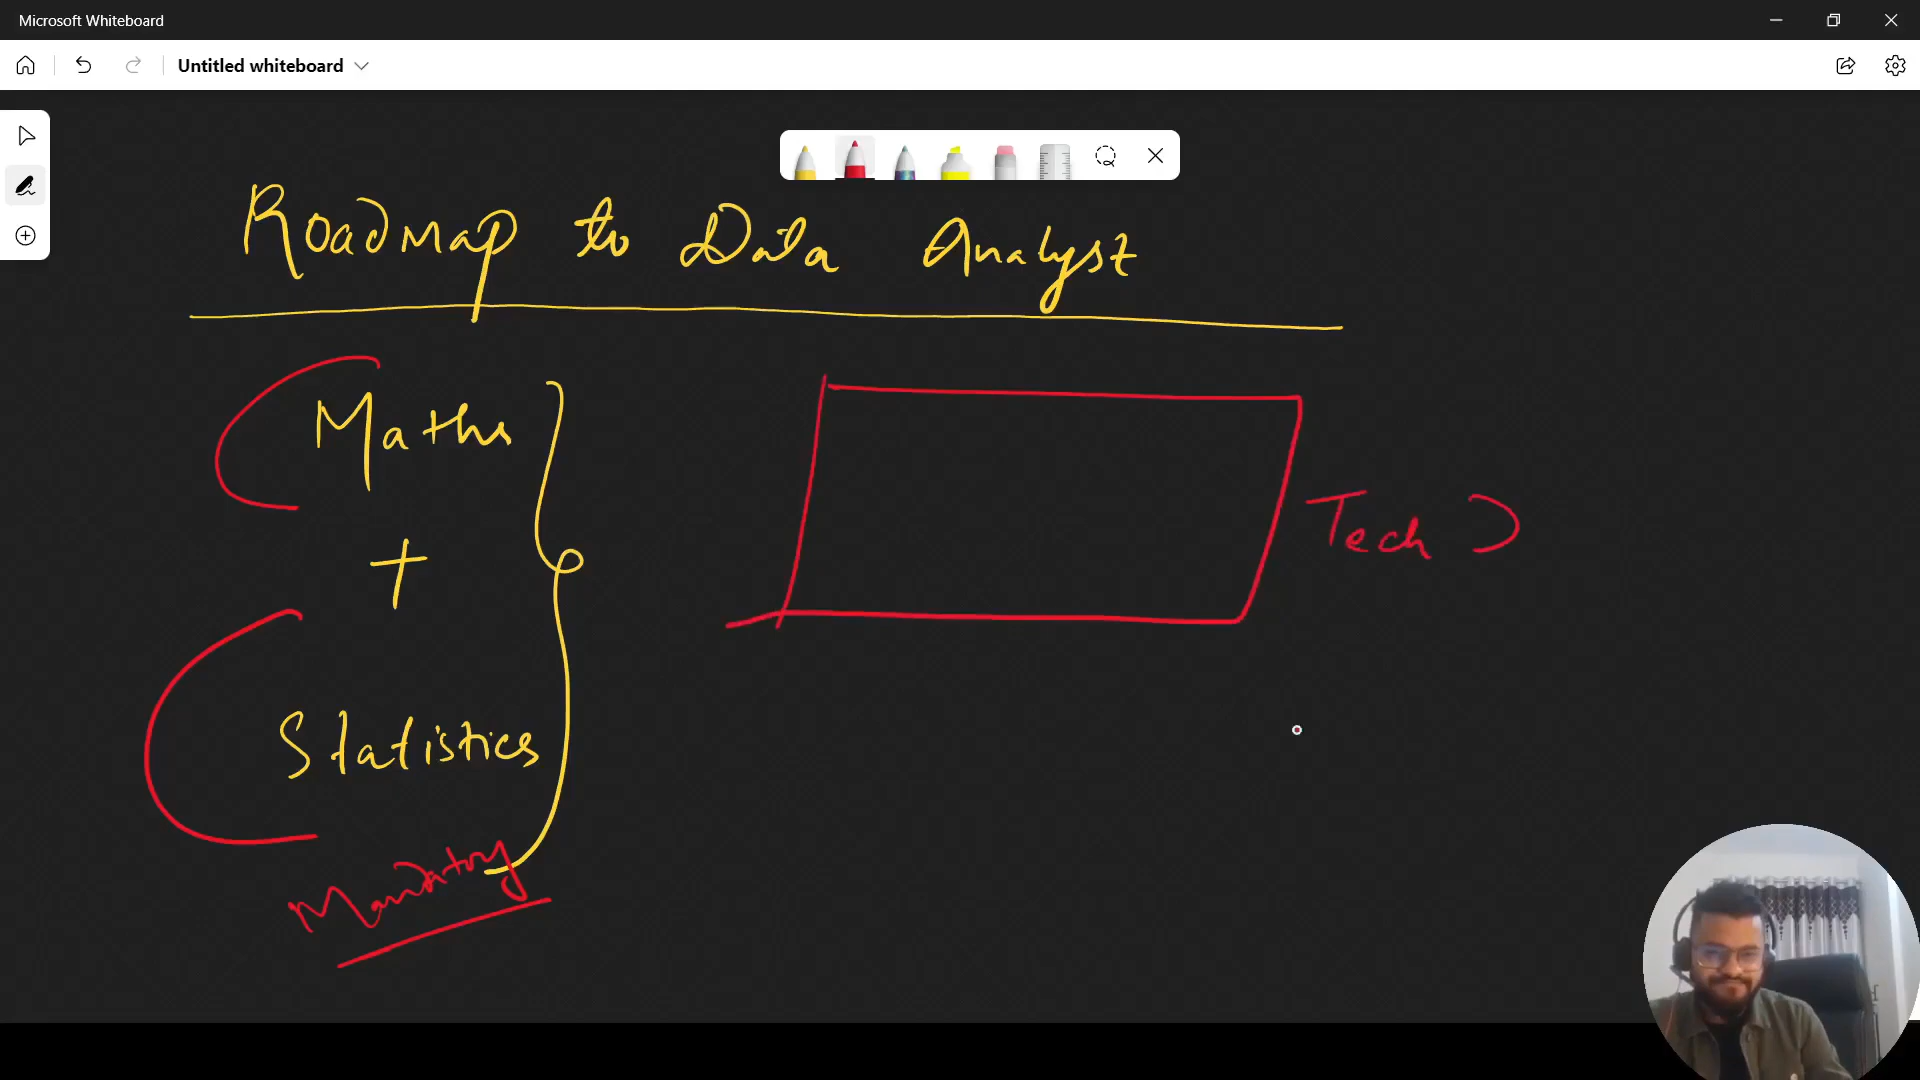 Microsoft Whiteboard
Untitled whiteboard
Roadmap to Data Analyst
Maths
+
Statistics
Mandatory
Tech